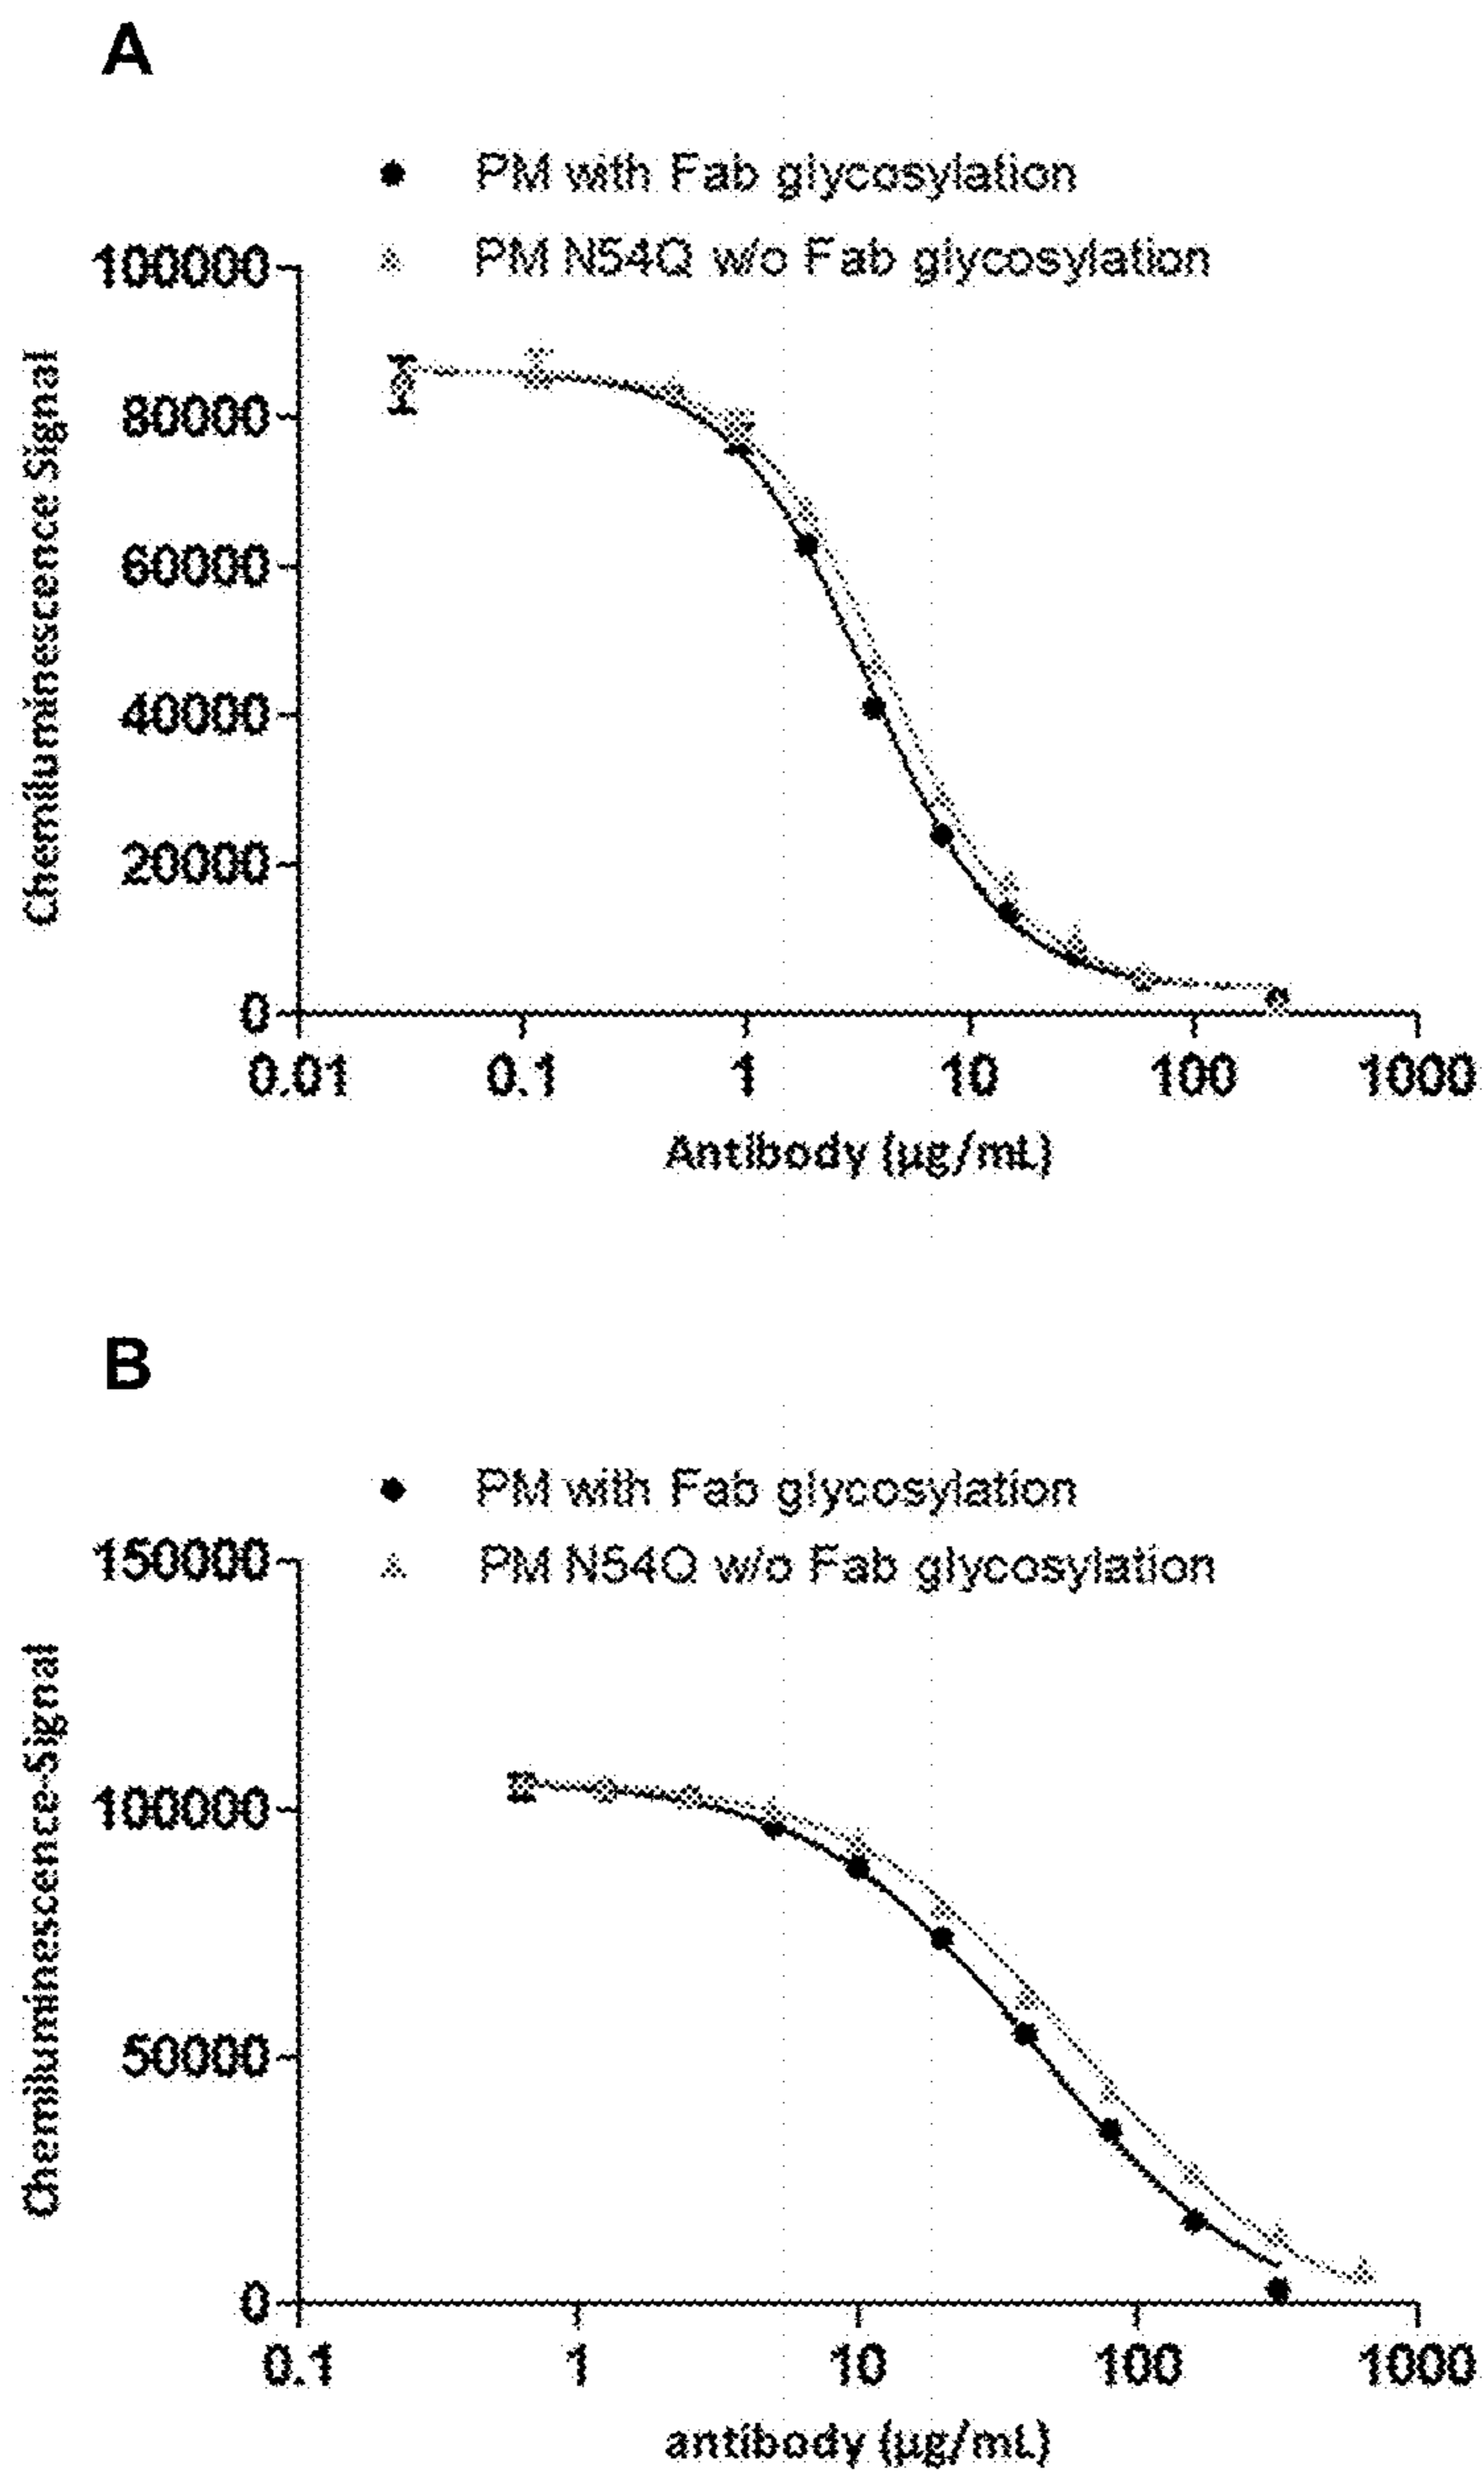 A
PM with Fab glycosylation
PM N54Q w/o Fab glycosylation
100000
80000
60000
40000
20000
0
Chemiluminescence Signal
0.01 0.1 1 10 100 1000
Antibody (µg/mL)
B
PM with Fab glycosylation
PM N54Q w/o Fab glycosylation
150000
100000
50000
0
Chemiluminescence-Signal
0.1 1 10 100 1000
antibody (µg/mL)